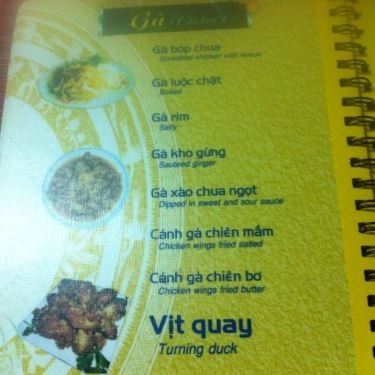 Gà (Chicken)
Gà bóp chua
Shredded chicken with lemon
Gà luộc chặt
Boiled
Gà rim
Salty
Gà kho gừng
Sauteed ginger
Gà xào chua ngọt
Dipped in sweet and sour sauce
Cánh gà chiên mắm
Chicken wings fried salted
Cánh gà chiên bơ
Chicken wings fried butter
Vịt quay
Turning duck